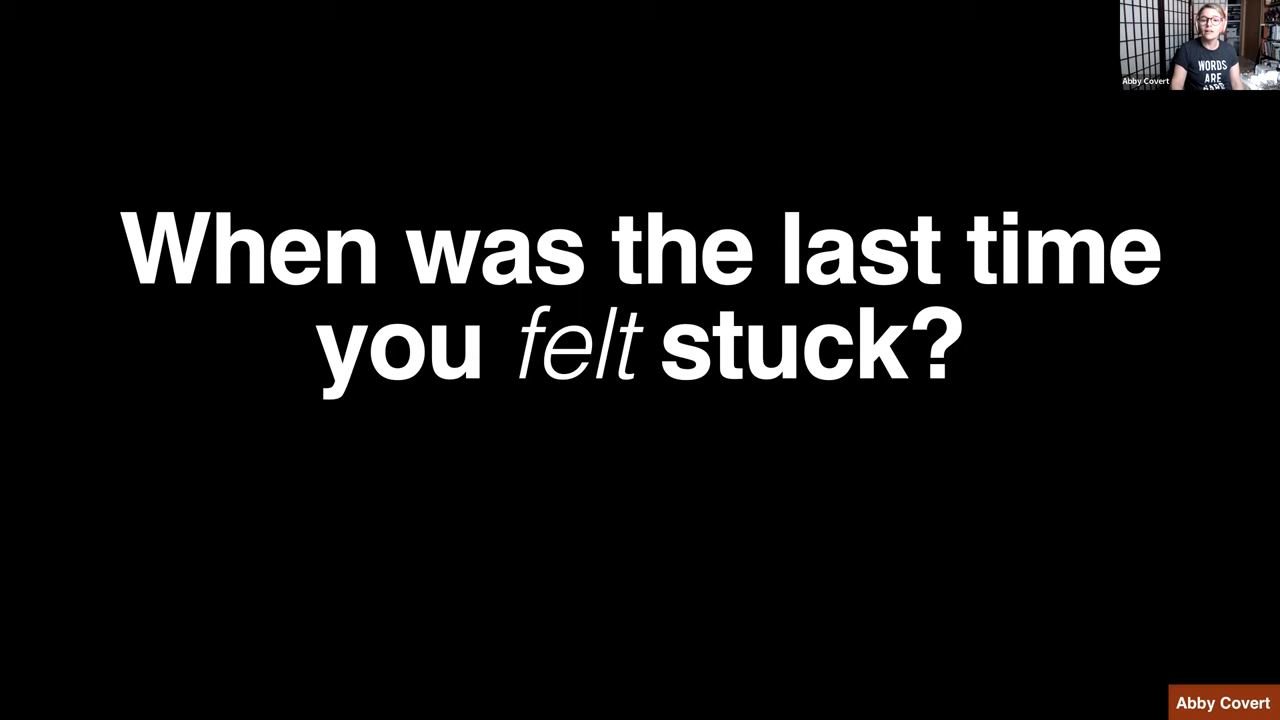 Abby Covert
WORDS
ARE
When was the last time
you felt stuck?
Abby Covert